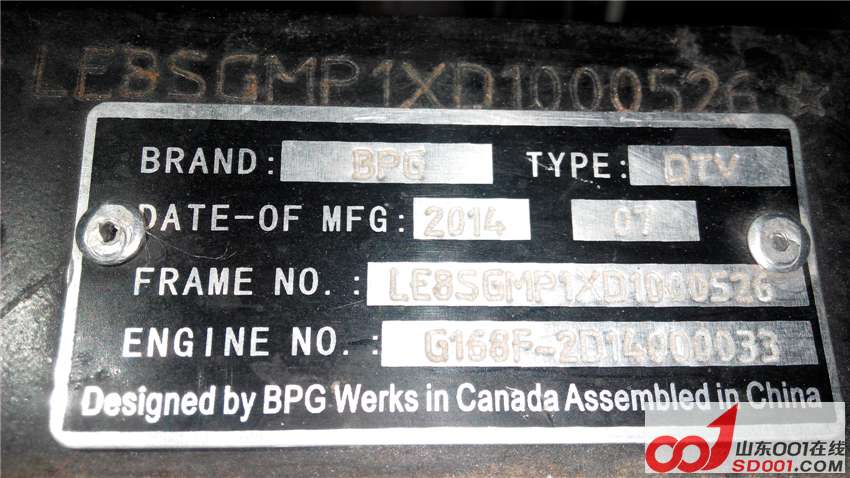 LE8SGMP1XD1000526☆
BRAND: BPG TYPE: DTV
DATE-OF MFG: 2014 07
FRAME NO.: LE8SGMP1XD1000526
ENGINE NO.: G168F-2D14000033
Designed by BPG Werks in Canada Assembled in China
001 山东001在线
SD001.com